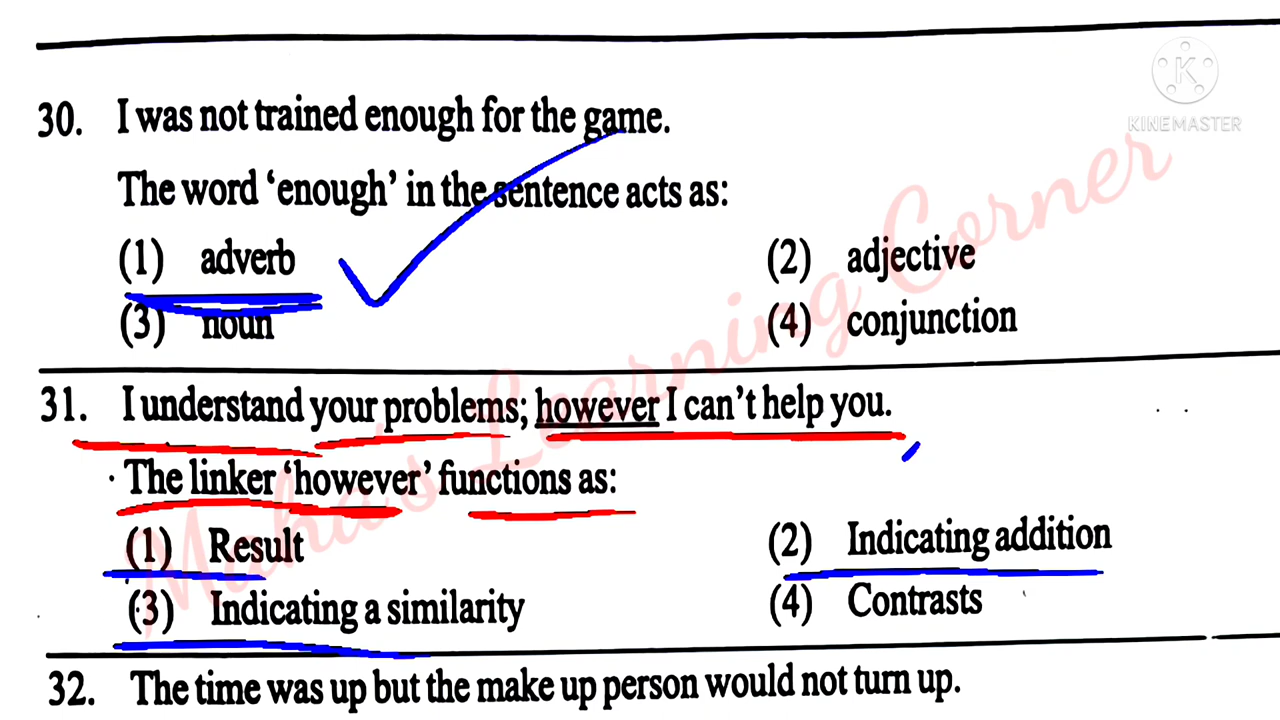 KINEMASTER
30. I was not trained enough for the game.
The word ‘enough’ in the sentence acts as:
(1) adverb (2) adjective
(3) noun (4) conjunction
31. I understand your problems; however I can’t help you.
The linker ‘however’ functions as:
(1) Result (2) Indicating addition
(3) Indicating a similarity (4) Contrasts
32. The time was up but the make up person would not turn up.
Maha's Learning Corner